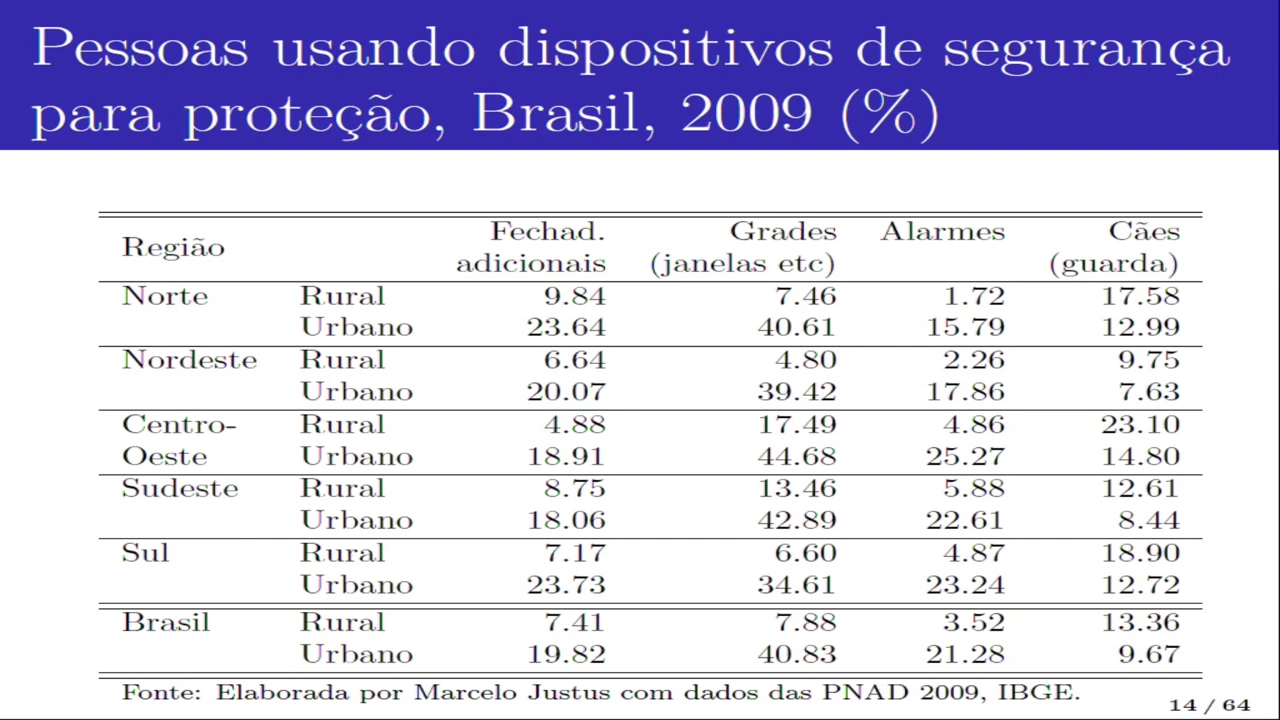 Pessoas usando dispositivos de segurança
para proteção, Brasil, 2009 (%)
Região Fechad. adicionais Grades (janelas etc) Alarmes Cães (guarda)
Norte Rural 9.84 7.46 1.72 17.58
Urbano 23.64 40.61 15.79 12.99
Nordeste Rural 6.64 4.80 2.26 9.75
Urbano 20.07 39.42 17.86 7.63
Centro- Rural 4.88 17.49 4.86 23.10
Oeste Urbano 18.91 44.68 25.27 14.80
Sudeste Rural 8.75 13.46 5.88 12.61
Urbano 18.06 42.89 22.61 8.44
Sul Rural 7.17 6.60 4.87 18.90
Urbano 23.73 34.61 23.24 12.72
Brasil Rural 7.41 7.88 3.52 13.36
Urbano 19.82 40.83 21.28 9.67
Fonte: Elaborada por Marcelo Justus com dados das PNAD 2009, IBGE.
14 / 64